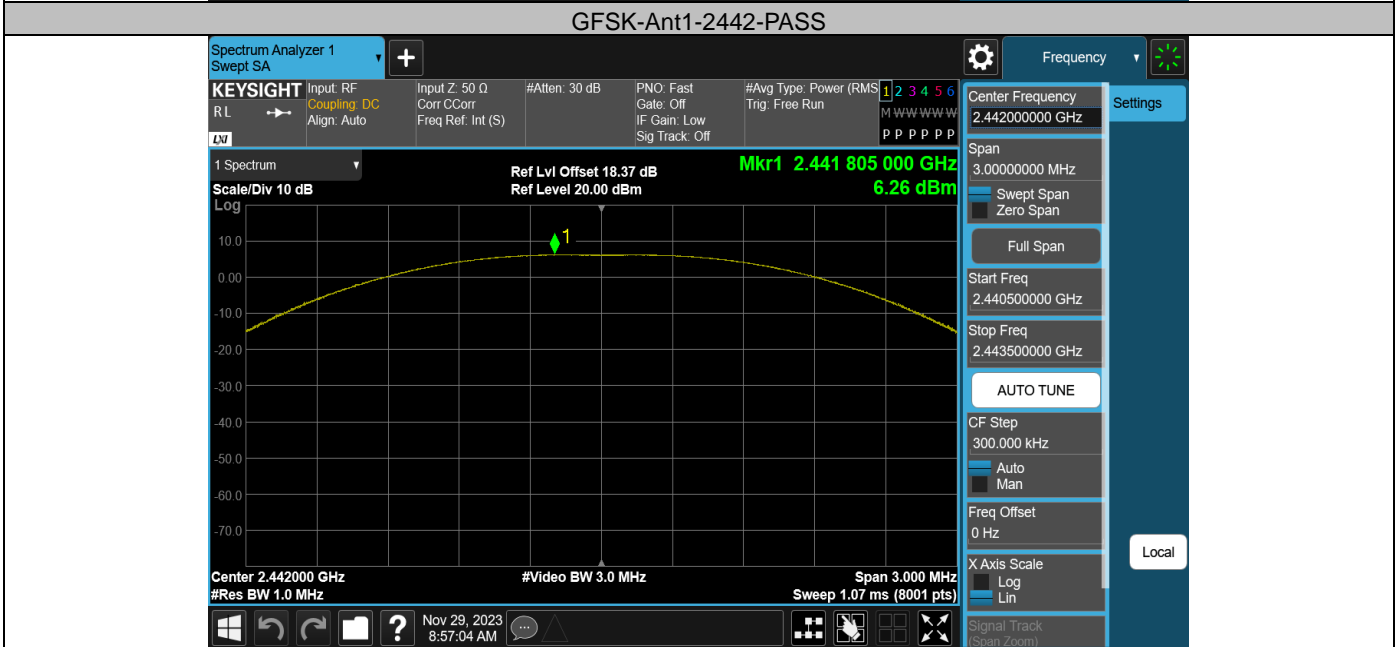 GFSK-Ant1-2442-PASS
Spectrum Analyzer 1
Swept SA
+
Frequency
KEYSIGHT
R L
LXI
Input: RF
Coupling: DC
Align: Auto
Input Z: 50 Ω
Corr CCorr
Freq Ref: Int (S)
#Atten: 30 dB
PNO: Fast
Gate: Off
IF Gain: Low
Sig Track: Off
#Avg Type: Power (RMS
Trig: Free Run
1 2 3 4 5 6
M W W W W W
P P P P P P
1 Spectrum
Scale/Div 10 dB
Log
Ref Lvl Offset 18.37 dB
Ref Level 20.00 dBm
Mkr1 2.441 805 000 GHz
6.26 dBm
1
10.0
0.00
-10.0
-20.0
-30.0
-40.0
-50.0
-60.0
-70.0
Center 2.442000 GHz
#Video BW 3.0 MHz
Span 3.000 MHz
#Res BW 1.0 MHz
Sweep 1.07 ms (8001 pts)
Center Frequency
2.442000000 GHz
Settings
Span
3.00000000 MHz
Swept Span
Zero Span
Full Span
Start Freq
2.440500000 GHz
Stop Freq
2.443500000 GHz
AUTO TUNE
CF Step
300.000 kHz
Auto
Man
Freq Offset
0 Hz
X Axis Scale
Log
Lin
Local
Signal Track
(Span Zoom)
?
Nov 29, 2023
8:57:04 AM